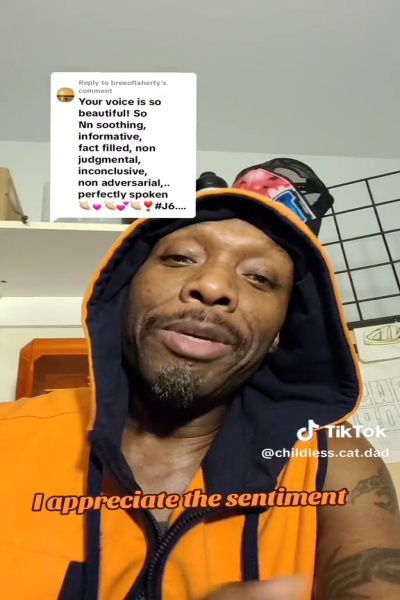 Reply to breeoflaherty's
comment
Your voice is so
beautiful! So
Nn soothing,
informative,
fact filled, non
judgmental,
inconclusive,
non adversarial,..
perfectly spoken
👏🏻💕👏🏻💕👏🏻❣️#J6....
TikTok
@childless.cat.dad
I appreciate the sentiment